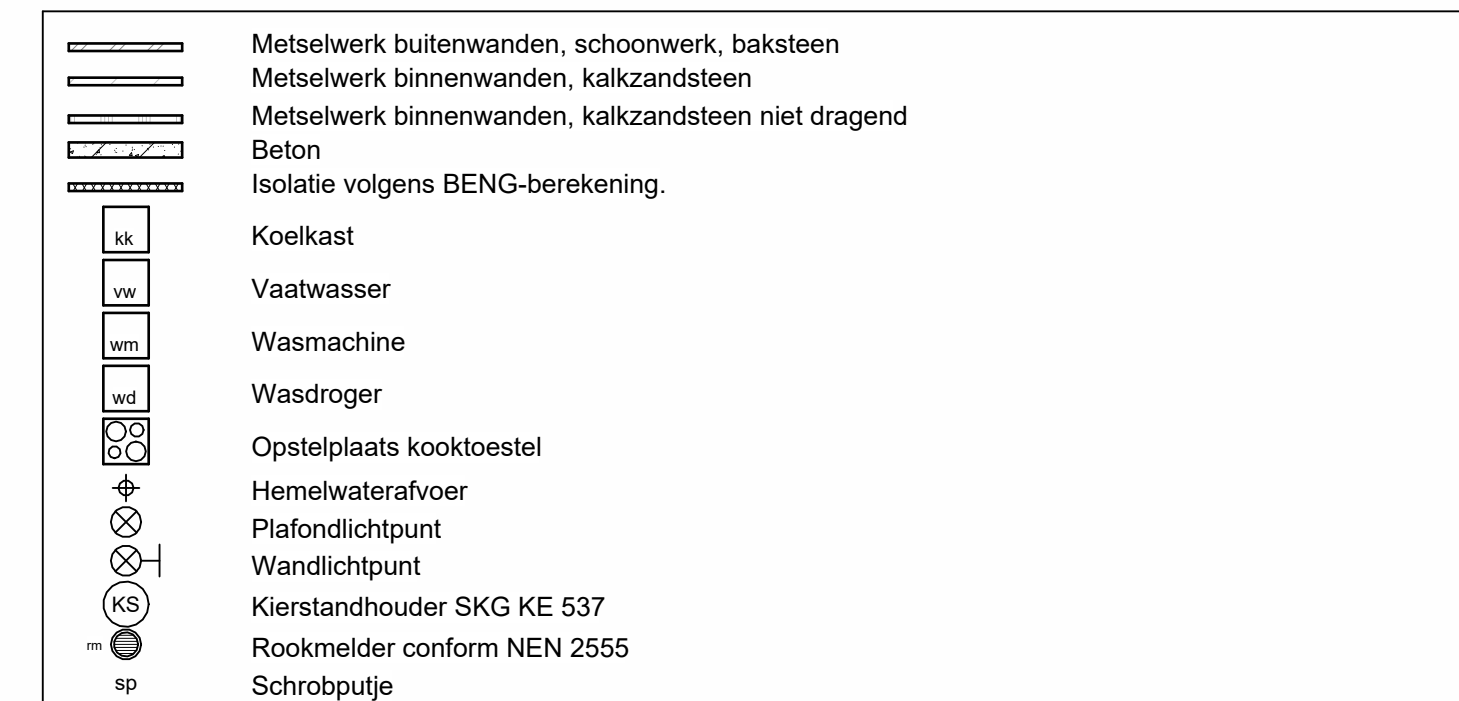 Metselwerk buitenwanden, schoonwerk, baksteen
Metselwerk binnenwanden, kalkzandsteen
Metselwerk binnenwanden, kalkzandsteen niet dragend
Beton
Isolatie volgens BENG-berekening.
kk Koelkast
vw Vaatwasser
wm Wasmachine
wd Wasdroger
Opstelplaats kooktoestel
Hemelwaterafvoer
Plafondlichtpunt
Wandlichtpunt
KS Kierstandhouder SKG KE 537
rm Rookmelder conform NEN 2555
sp Schrobputje